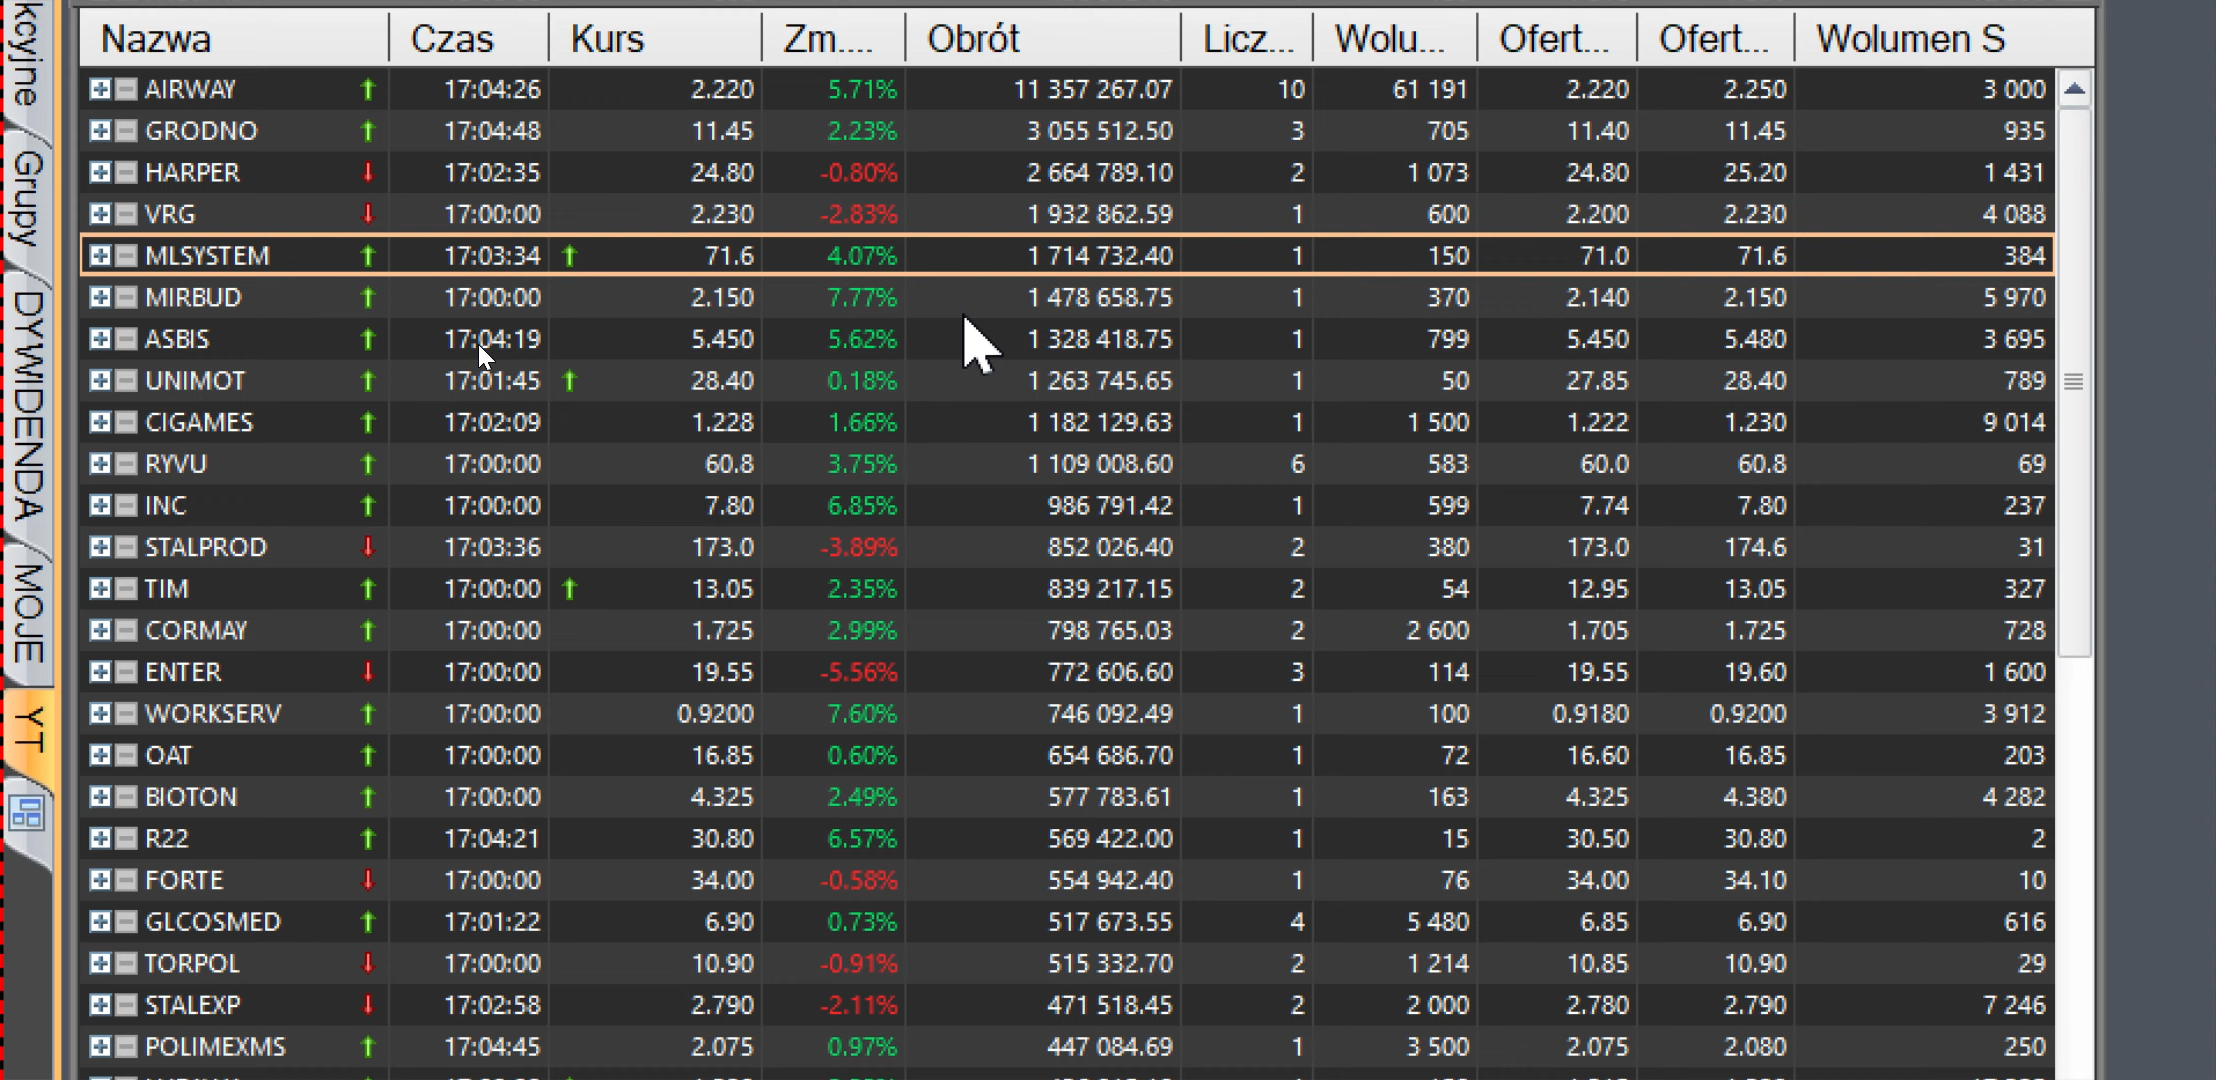 kcyjne
Grupy
DYWIDENDA
MOJE
YT
Nazwa Czas Kurs Zm.... Obrót Licz... Wolu... Ofert... Ofert... Wolumen S
AIRWAY 17:04:26 2.220 5.71% 11 357 267.07 10 61 191 2.220 2.250 3 000
GRODNO 17:04:48 11.45 2.23% 3 055 512.50 3 705 11.40 11.45 935
HARPER 17:02:35 24.80 -0.80% 2 664 789.10 2 1 073 24.80 25.20 1 431
VRG 17:00:00 2.230 -2.83% 1 932 862.59 1 600 2.200 2.230 4 088
MLSYSTEM 17:03:34 71.6 4.07% 1 714 732.40 1 150 71.0 71.6 384
MIRBUD 17:00:00 2.150 7.77% 1 478 658.75 1 370 2.140 2.150 5 970
ASBIS 17:04:19 5.450 5.62% 1 328 418.75 1 799 5.450 5.480 3 695
UNIMOT 17:01:45 28.40 0.18% 1 263 745.65 1 50 27.85 28.40 789
CIGAMES 17:02:09 1.228 1.66% 1 182 129.63 1 1 500 1.222 1.230 9 014
RYVU 17:00:00 60.8 3.75% 1 109 008.60 6 583 60.0 60.8 69
INC 17:00:00 7.80 6.85% 986 791.42 1 599 7.74 7.80 237
STALPROD 17:03:36 173.0 -3.89% 852 026.40 2 380 173.0 174.6 31
TIM 17:00:00 13.05 2.35% 839 217.15 2 54 12.95 13.05 327
CORMAY 17:00:00 1.725 2.99% 798 765.03 2 2 600 1.705 1.725 728
ENTER 17:00:00 19.55 -5.56% 772 606.60 3 114 19.55 19.60 1 600
WORKSERV 17:00:00 0.9200 7.60% 746 092.49 1 100 0.9180 0.9200 3 912
OAT 17:00:00 16.85 0.60% 654 686.70 1 72 16.60 16.85 203
BIOTON 17:00:00 4.325 2.49% 577 783.61 1 163 4.325 4.380 4 282
R22 17:04:21 30.80 6.57% 569 422.00 1 15 30.50 30.80 2
FORTE 17:00:00 34.00 -0.58% 554 942.40 1 76 34.00 34.10 10
GLCOSMED 17:01:22 6.90 0.73% 517 673.55 4 5 480 6.85 6.90 616
TORPOL 17:00:00 10.90 -0.91% 515 332.70 2 1 214 10.85 10.90 29
STALEXP 17:02:58 2.790 -2.11% 471 518.45 2 2 000 2.780 2.790 7 246
POLIMEXMS 17:04:45 2.075 0.97% 447 084.69 1 3 500 2.075 2.080 250